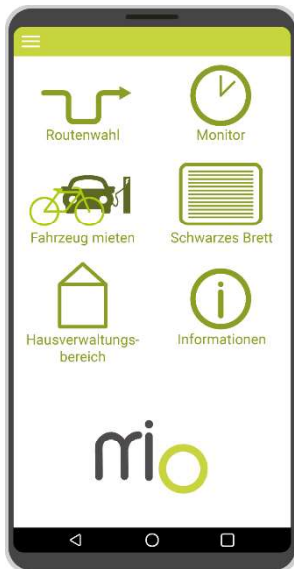 Routenwahl
Monitor
Fahrzeug mieten
Schwarzes Brett
Hausverwaltungs-
bereich
Informationen
mio